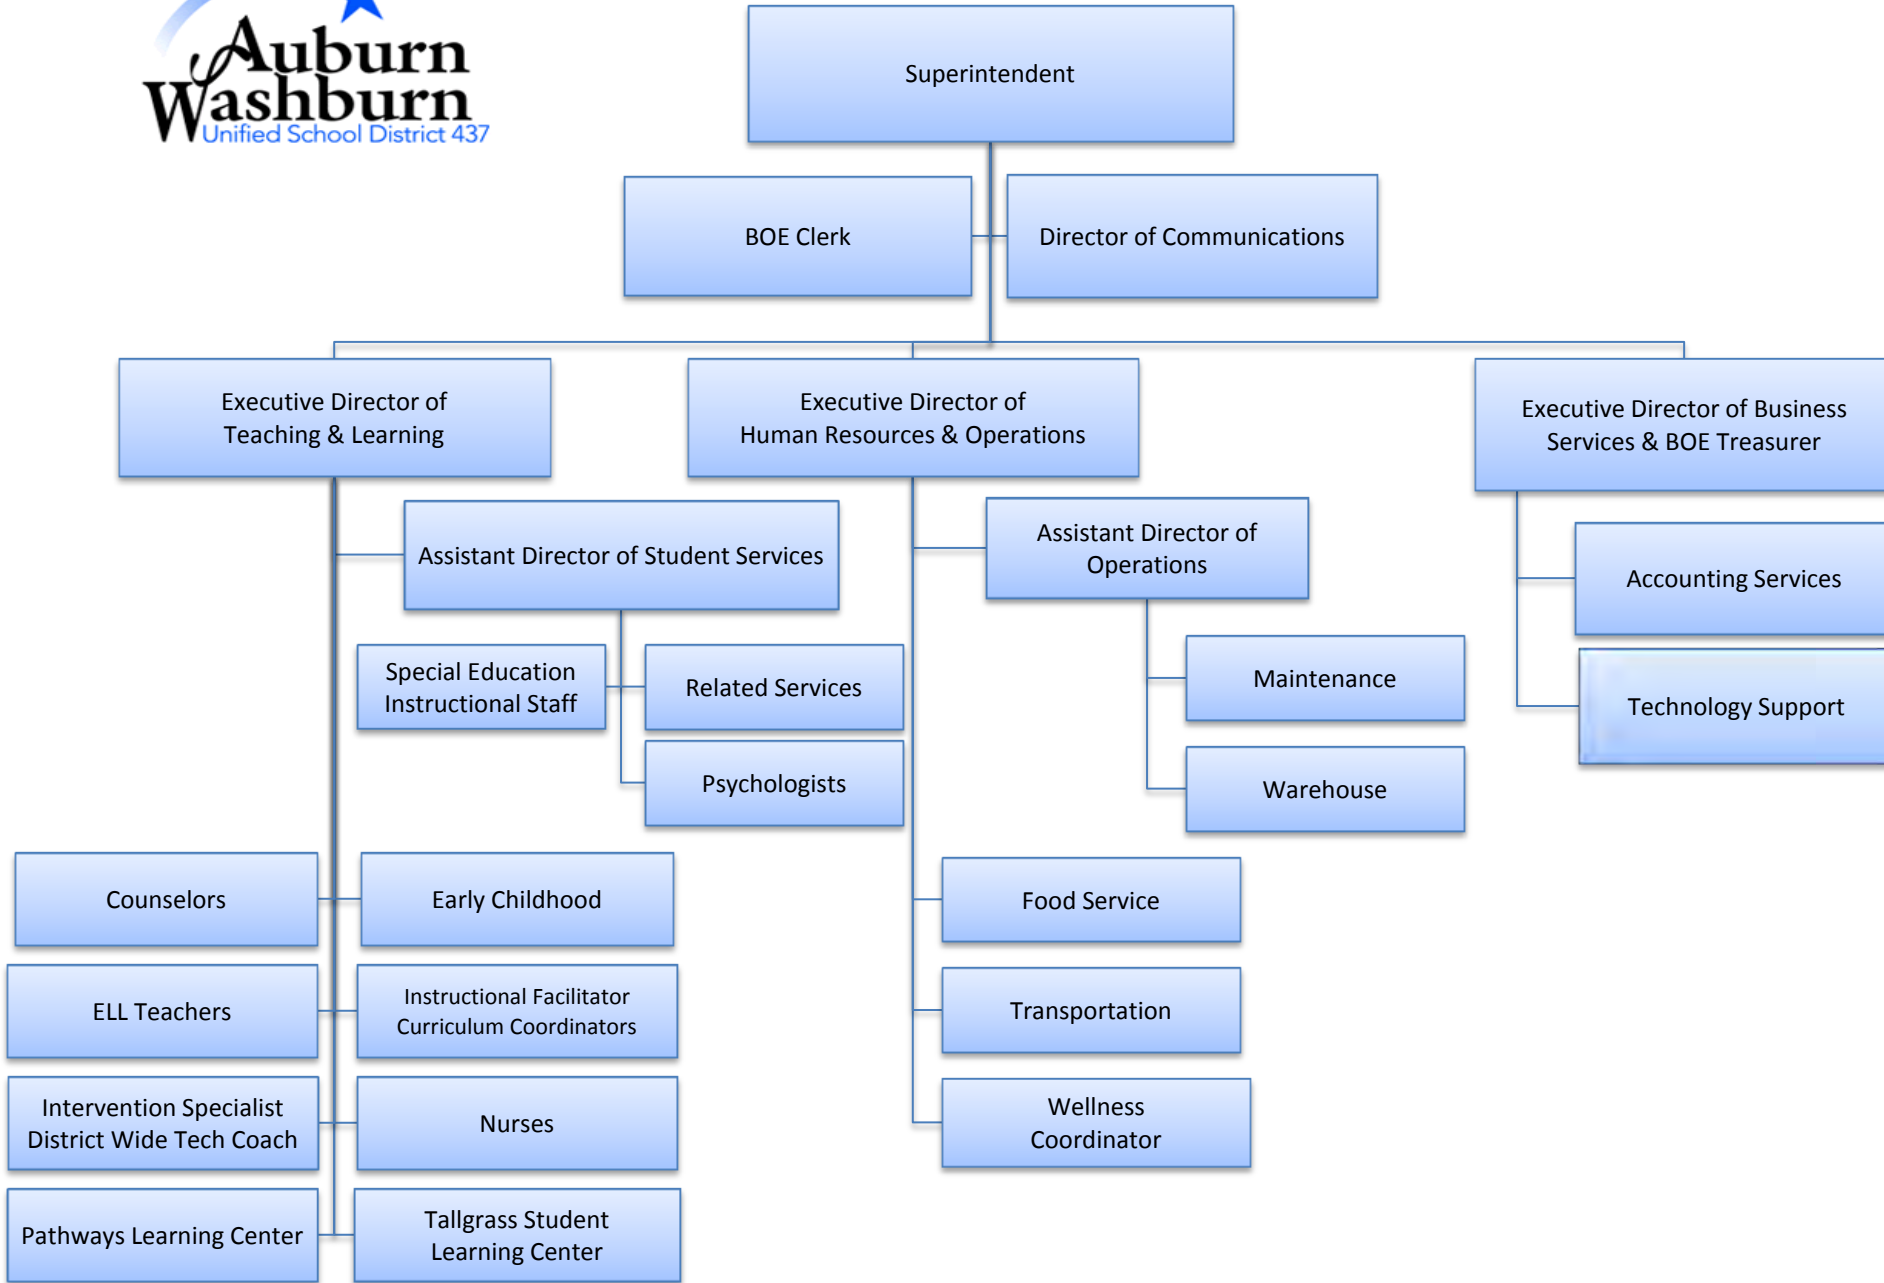 Auburn
Washburn
Unified School District 437
Superintendent
BOE Clerk
Director of Communications
Executive Director of
Teaching & Learning
Executive Director of
Human Resources & Operations
Executive Director of Business
Services & BOE Treasurer
Assistant Director of Student Services
Assistant Director of
Operations
Accounting Services
Special Education
Instructional Staff
Related Services
Maintenance
Technology Support
Psychologists
Warehouse
Counselors
Early Childhood
Food Service
ELL Teachers
Instructional Facilitator
Curriculum Coordinators
Transportation
Intervention Specialist
District Wide Tech Coach
Nurses
Wellness
Coordinator
Pathways Learning Center
Tallgrass Student
Learning Center